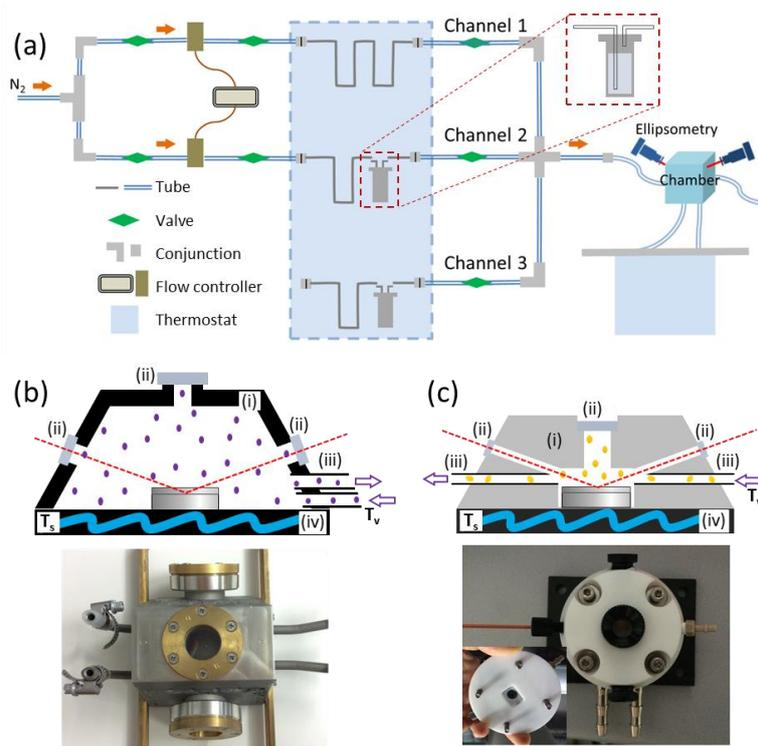 (a)
N2
Channel 1
Channel 2
Channel 3
Ellipsometry
Chamber
Tube
Valve
Conjunction
Flow controller
Thermostat
(b)
(ii)
(i)
(ii)
(ii)
(iii)
Ts
(iv)
Tv
(c)
(ii)
(ii)
(i)
(ii)
(iii)
(iii)
Ts
(iv)